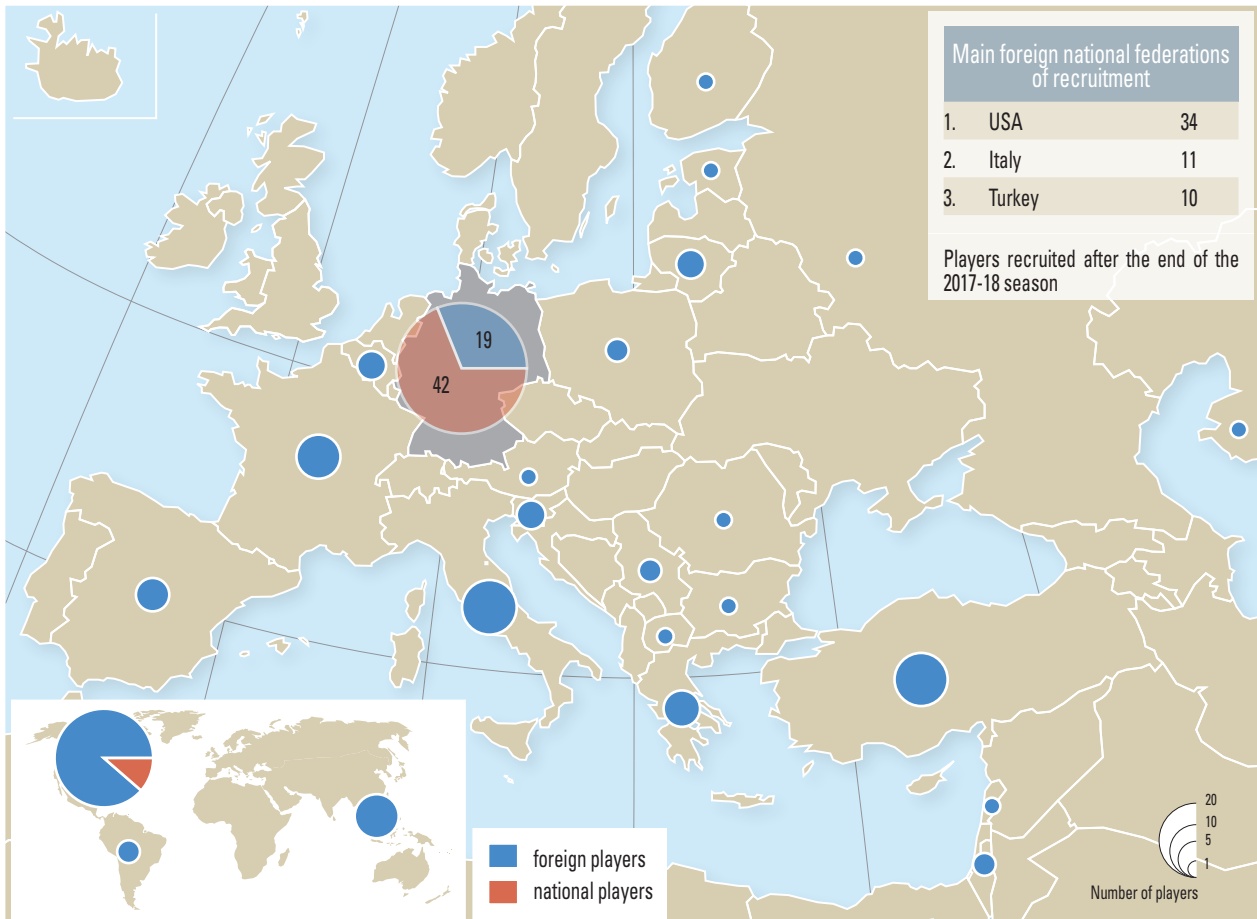 Main foreign national federations
of recruitment
1. USA 34
2. Italy 11
3. Turkey 10
Players recruited after the end of the
2017-18 season
19
42
foreign players
national players
20
10
5
1
Number of players